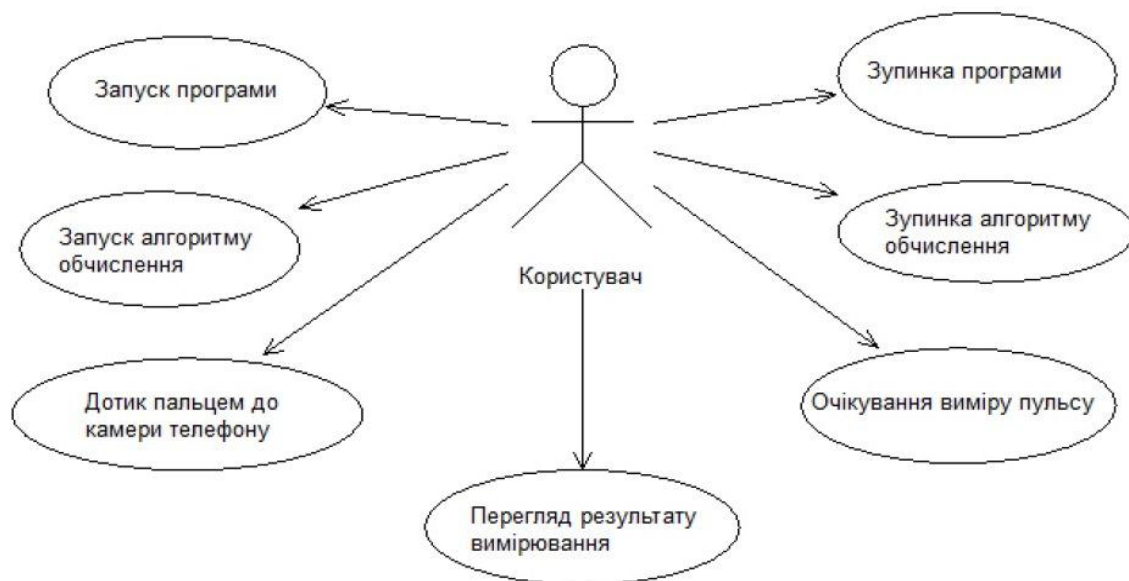 Запуск програми
Зупинка програми
Запуск алгоритму
обчислення
Зупинка алгоритму
обчислення
Користувач
Дотик пальцем до
камери телефону
Очікування виміру пульсу
Перегляд результату
вимірювання